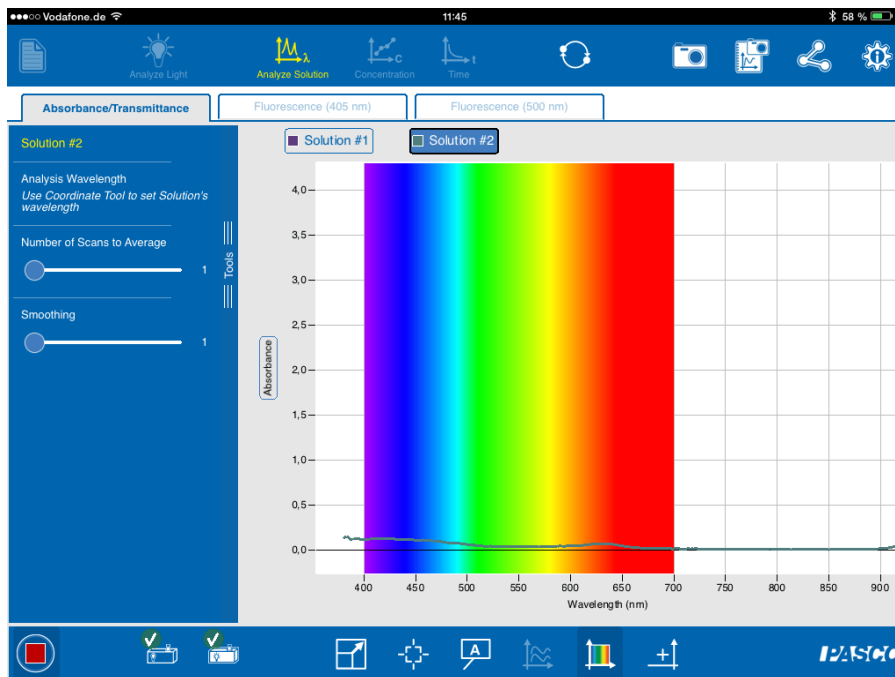 Vodafone.de 11:45 58 %
Analyze Light Analyze Solution Concentration Time
λ c t
Absorbance/Transmittance Fluorescence (405 nm) Fluorescence (500 nm)
Solution #2
Solution #1 Solution #2
Analysis Wavelength
Use Coordinate Tool to set Solution's
wavelength
Number of Scans to Average
1
Smoothing
1
Tools
Absorbance
4,0
3,5
3,0
2,5
2,0
1,5
1,0
0,5
0,0
400 450 500 550 600 650 700 750 800 850 900
Wavelength (nm)
A
PASCO